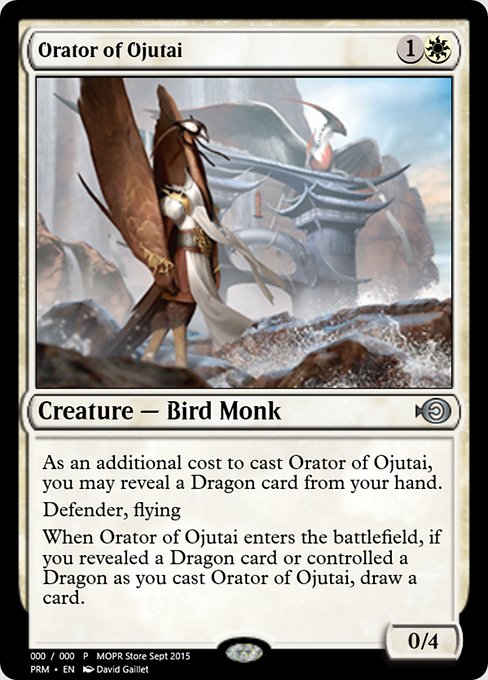 Orator of Ojutai 1
Creature — Bird Monk
As an additional cost to cast Orator of Ojutai,
you may reveal a Dragon card from your hand.
Defender, flying
When Orator of Ojutai enters the battlefield, if
you revealed a Dragon card or controlled a
Dragon as you cast Orator of Ojutai, draw a
card.
0/4
000 / 000 P MOPR Store Sept 2015
PRM • EN David Gaillet